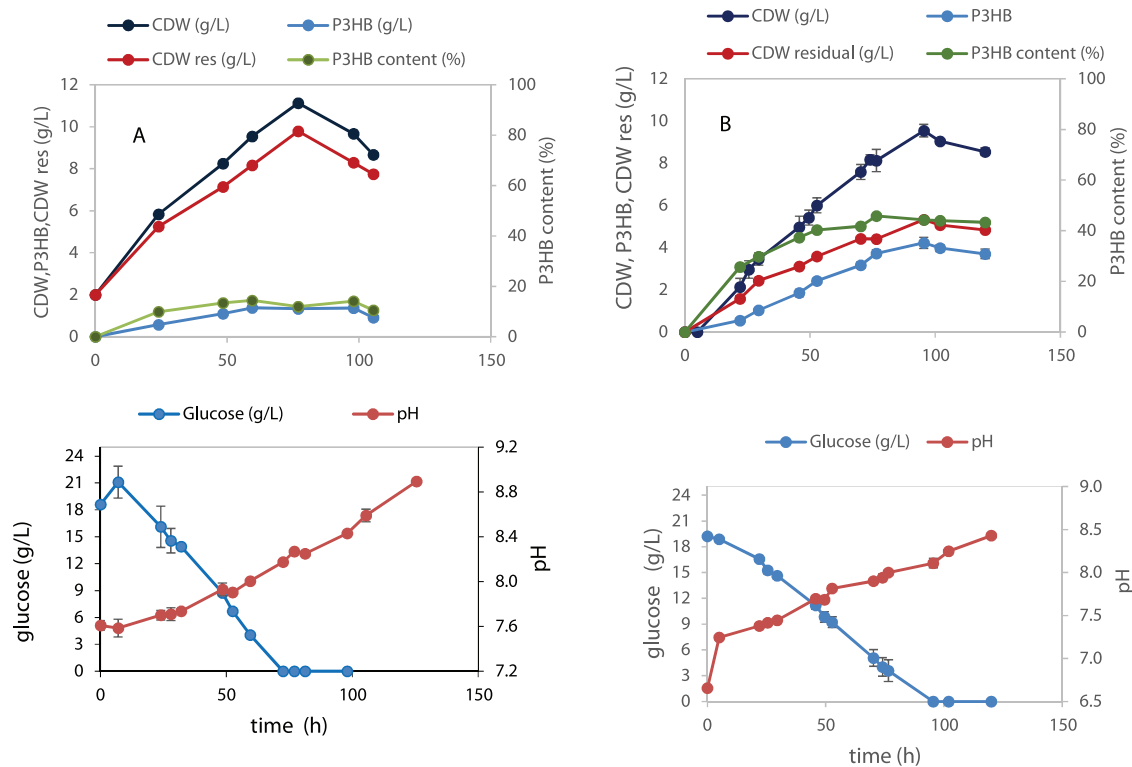 CDW (g/L) P3HB (g/L)
CDW res (g/L) P3HB content (%)
12 100
10 80
8 60
6
4 40
2 20
0 0
0 50 100 150
A
CDW,P3HB,CDW res (g/L)
P3HB content (%)
CDW (g/L) P3HB
CDW residual (g/L) P3HB content (%)
12 100
10 80
8 60
6
4 40
2 20
0 0
0 50 100 150
B
CDW, P3HB, CDW res (g/L)
P3HB content (%)
Glucose (g/L) pH
24 9.2
21 8.8
18
15 8.4
12
9 8.0
6 7.6
3
0 7.2
0 50 100 150
glucose (g/L)
pH
time (h)
Glucose (g/L) pH
24 9.0
21 8.5
18
15 8.0
12
9 7.5
6 7.0
3
0 6.5
0 50 100 150
glucose (g/L)
pH
time (h)